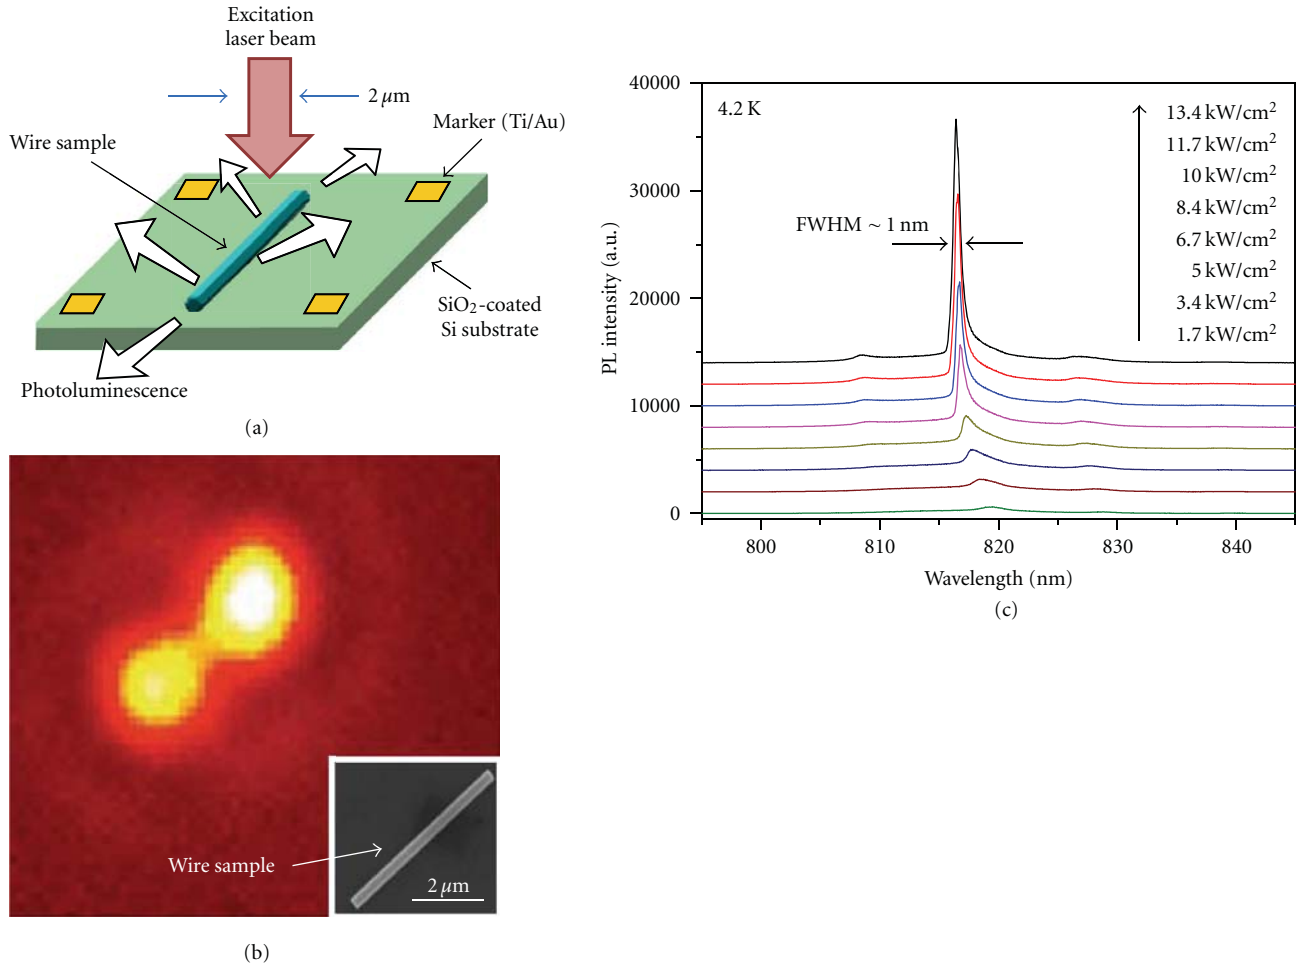 Excitation
laser beam
2 μm
Marker (Ti/Au)
Wire sample
SiO₂-coated
Si substrate
Photoluminescence
(a)
Wire sample
2 μm
(b)
40000
30000
20000
10000
0
PL intensity (a.u.)
4.2 K
FWHM ∼ 1 nm
13.4 kW/cm²
11.7 kW/cm²
10 kW/cm²
8.4 kW/cm²
6.7 kW/cm²
5 kW/cm²
3.4 kW/cm²
1.7 kW/cm²
800 810 820 830 840
Wavelength (nm)
(c)